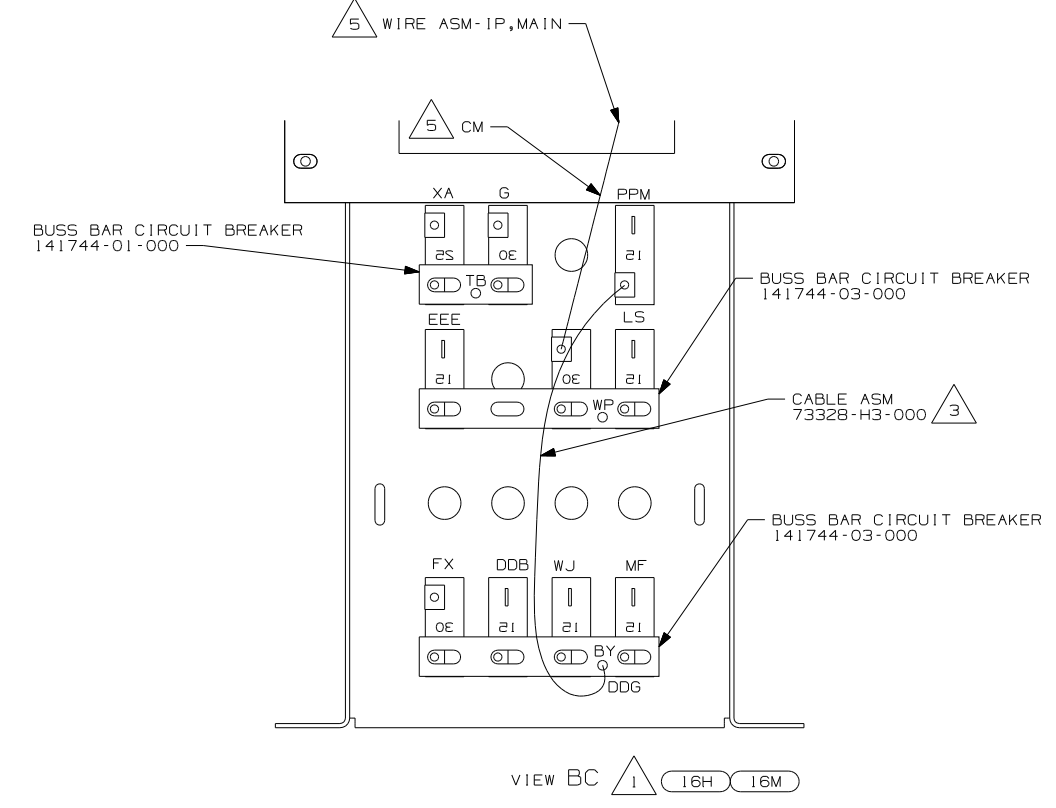 5 WIRE ASM-IP,MAIN
5 CM
XA G PPM
BUSS BAR CIRCUIT BREAKER
141744-01-000
25 30 15
TB
BUSS BAR CIRCUIT BREAKER
141744-03-000
EEE LS
15 30 15
WP
CABLE ASM
73328-H3-000 3
BUSS BAR CIRCUIT BREAKER
141744-03-000
FX DDB WJ MF
30 15 15 15
BY
DDG
VIEW BC 1 16H 16M